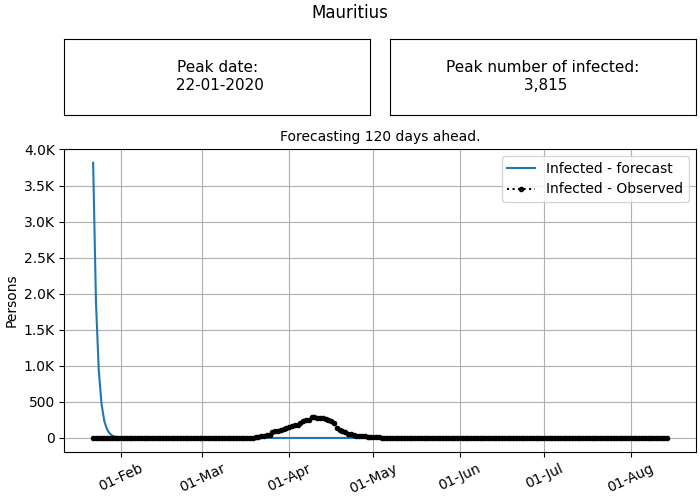 Mauritius
Peak date:
22-01-2020
Peak number of infected:
3,815
Forecasting 120 days ahead.
4.0K
3.5K
3.0K
2.5K
2.0K
1.5K
1.0K
500
0
Persons
Infected - forecast
Infected - Observed
01-Feb
01-Mar
01-Apr
01-May
01-Jun
01-Jul
01-Aug